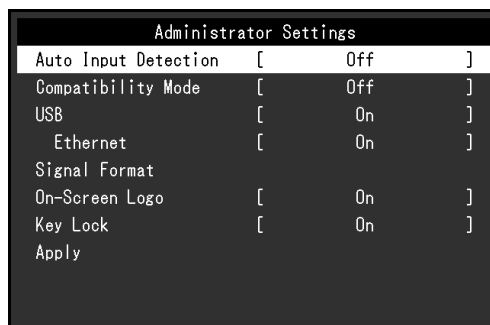 Administrator Settings
Auto Input Detection [ Off ]
Compatibility Mode [ Off ]
USB [ On ]
Ethernet [ On ]
Signal Format
On-Screen Logo [ On ]
Key Lock [ On ]
Apply